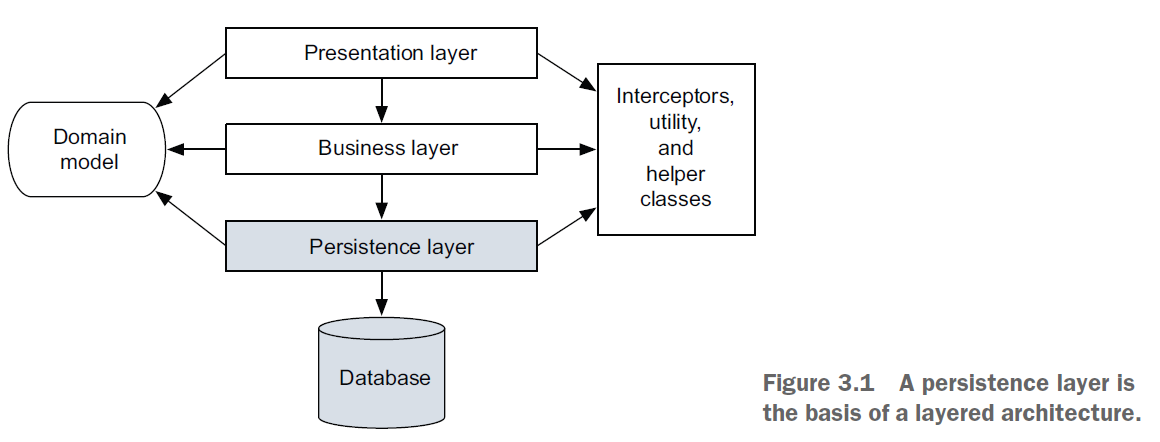 Presentation layer
Domain
model
Business layer
Interceptors,
utility,
and
helper
classes
Persistence layer
Database
Figure 3.1 A persistence layer is
the basis of a layered architecture.